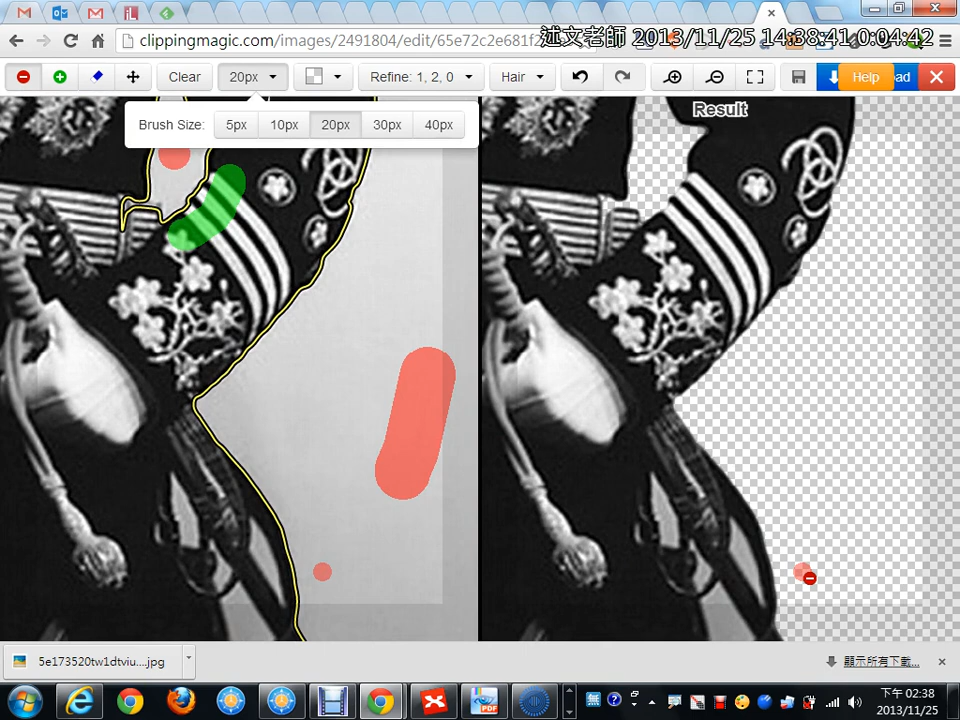 clippingmagic.com/images/2491804/edit/65e72c2e681f
述文老師 2013/11/25 14:38:41 0:04:42
Clear 20px Refine: 1, 2, 0 Hair Help ad
Brush Size: 5px 10px 20px 30px 40px
Result
5e173520tw1dtviu....jpg
顯示所有下載...
下午 02:38
2013/11/25